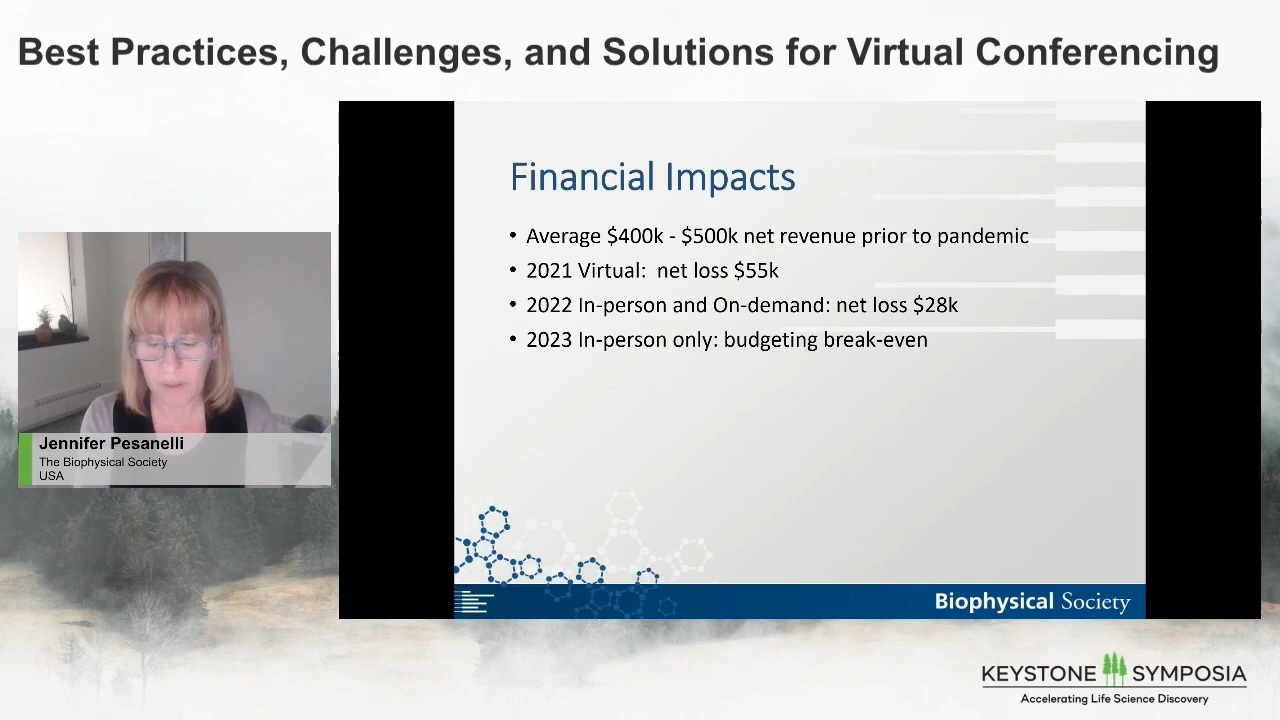 Best Practices, Challenges, and Solutions for Virtual Conferencing
Financial Impacts
• Average $400k - $500k net revenue prior to pandemic
• 2021 Virtual:  net loss $55k
• 2022 In-person and On-demand: net loss $28k
• 2023 In-person only: budgeting break-even
Jennifer Pesanelli
The Biophysical Society
USA
Biophysical Society
KEYSTONE SYMPOSIA
Accelerating Life Science Discovery